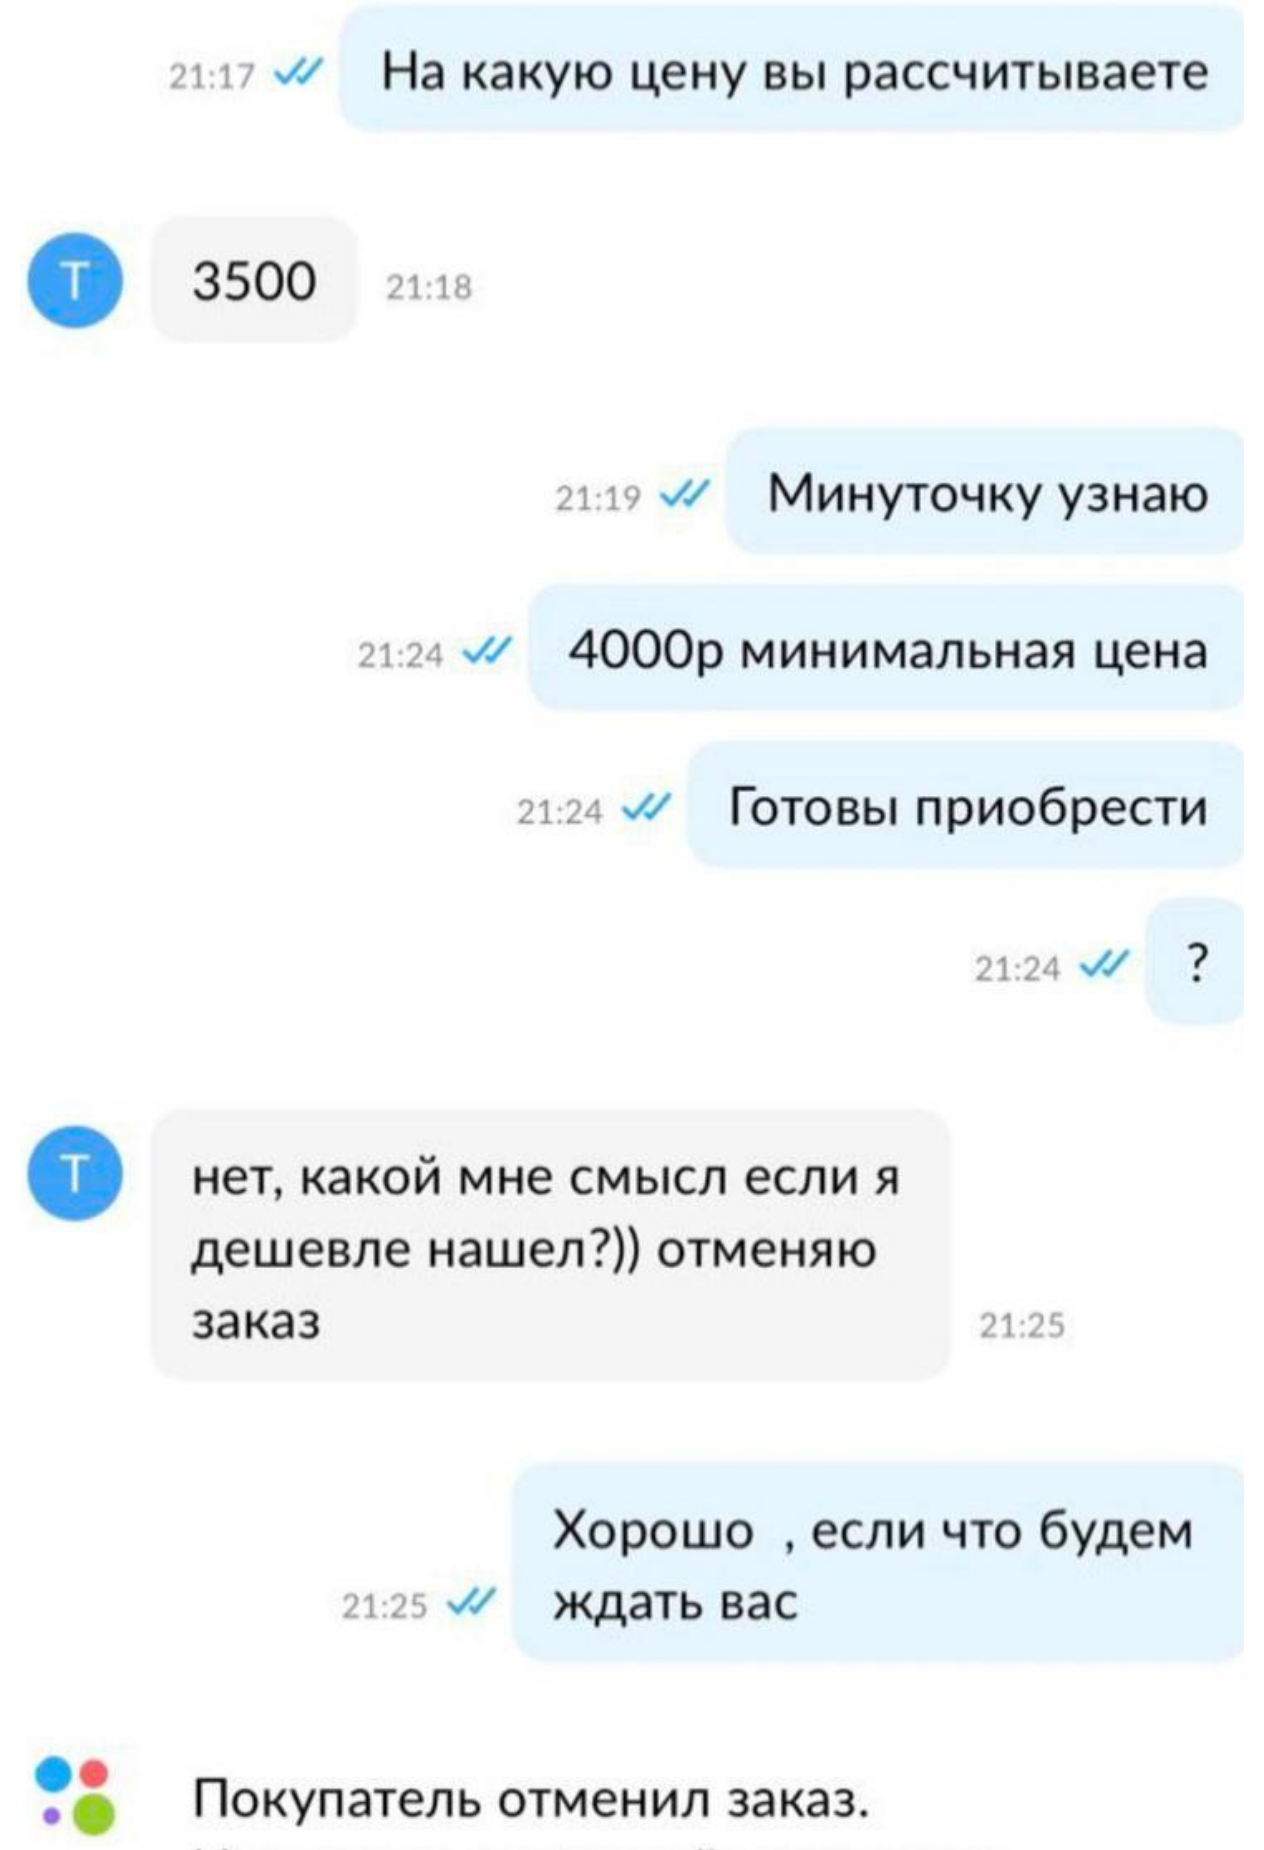 21:17 На какую цену вы рассчитываете
Т 3500 21:18
21:19 Минуточку узнаю
21:24 4000р минимальная цена
21:24 Готовы приобрести
21:24 ?
Т нет, какой мне смысл если я
дешевле нашел?)) отменяю
заказ 21:25
Хорошо , если что будем
21:25 ждать вас
Покупатель отменил заказ.